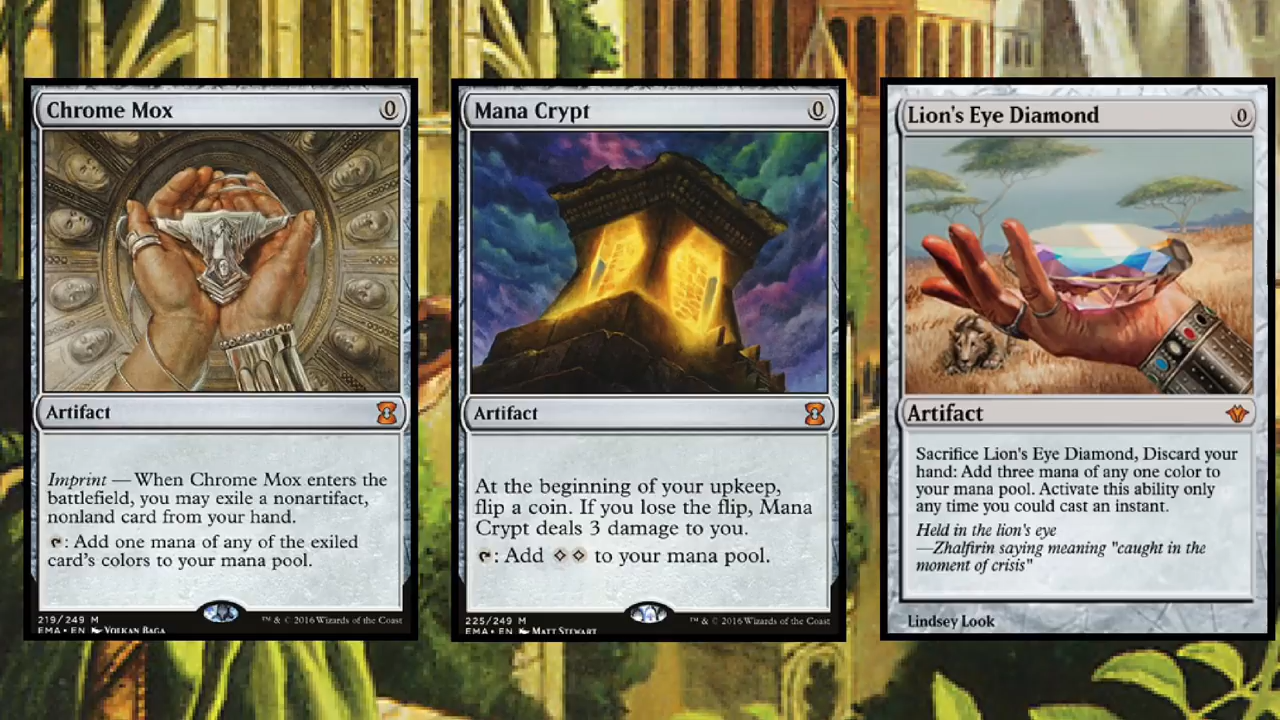 Chrome Mox 0
Artifact
Imprint — When Chrome Mox enters the
battlefield, you may exile a nonartifact,
nonland card from your hand.
: Add one mana of any of the exiled
card's colors to your mana pool.
219/249 M
EMA • EN Volkan Baga
™ & © 2016 Wizards of the Coast
Mana Crypt 0
Artifact
At the beginning of your upkeep,
flip a coin. If you lose the flip, Mana
Crypt deals 3 damage to you.
: Add to your mana pool.
225/249 M
EMA • EN Matt Stewart
™ & © 2016 Wizards of the Coast
Lion's Eye Diamond 0
Artifact
Sacrifice Lion's Eye Diamond, Discard your
hand: Add three mana of any one color to
your mana pool. Activate this ability only
any time you could cast an instant.
Held in the lion's eye
—Zhalfirin saying meaning "caught in the
moment of crisis"
Lindsey Look